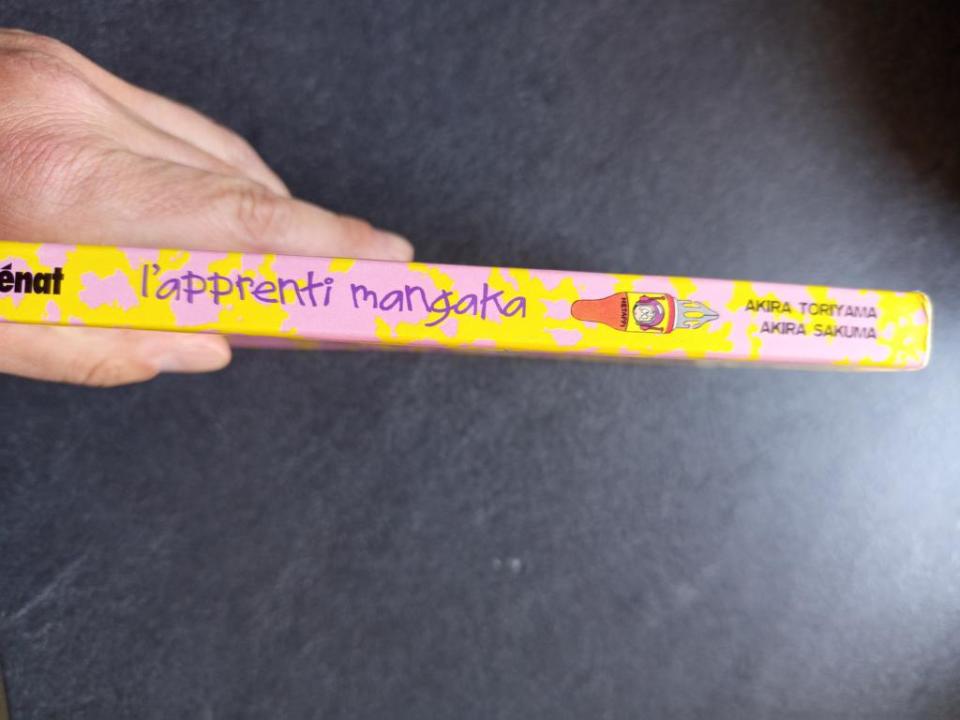 énat
l'apprenti mangaka
AKIRA TORIYAMA
AKIRA SAKUMA